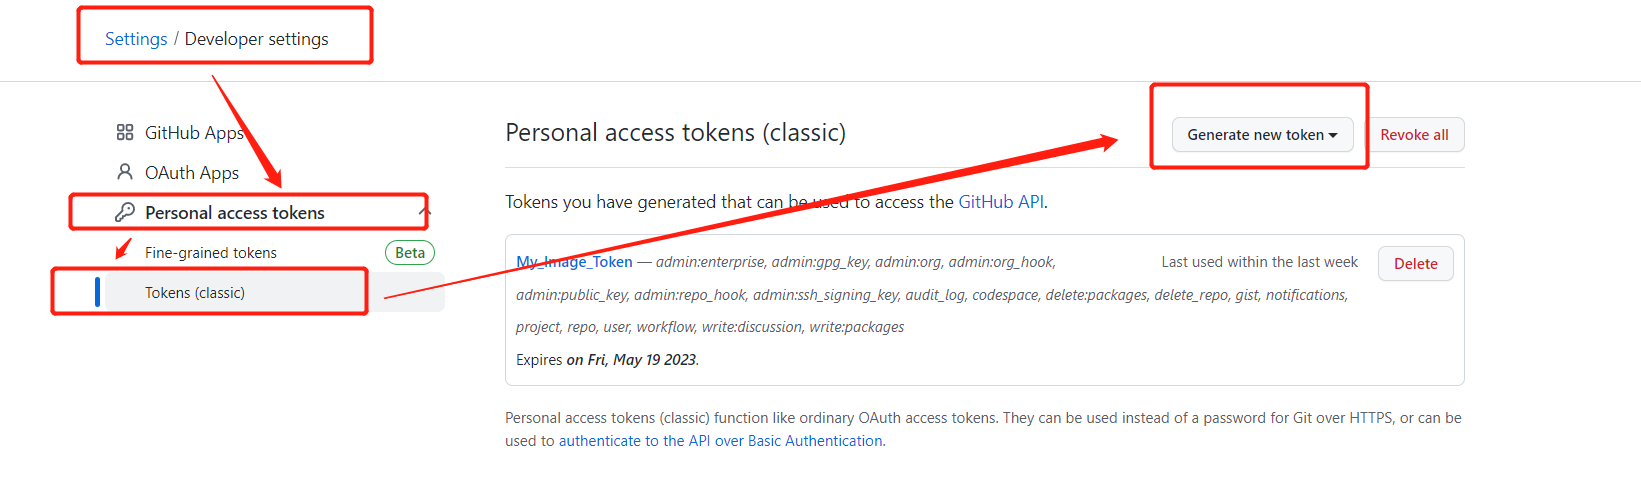 Settings / Developer settings
GitHub Apps
OAuth Apps
Personal access tokens
Fine-grained tokens Beta
Tokens (classic)
Personal access tokens (classic)
Generate new token
Revoke all
Tokens you have generated that can be used to access the GitHub API.
My_Image_Token — admin:enterprise, admin:gpg_key, admin:org, admin:org_hook,
admin:public_key, admin:repo_hook, admin:ssh_signing_key, audit_log, codespace, delete:packages, delete_repo, gist, notifications,
project, repo, user, workflow, write:discussion, write:packages
Last used within the last week
Delete
Expires on Fri, May 19 2023.
Personal access tokens (classic) function like ordinary OAuth access tokens. They can be used instead of a password for Git over HTTPS, or can be
used to authenticate to the API over Basic Authentication.